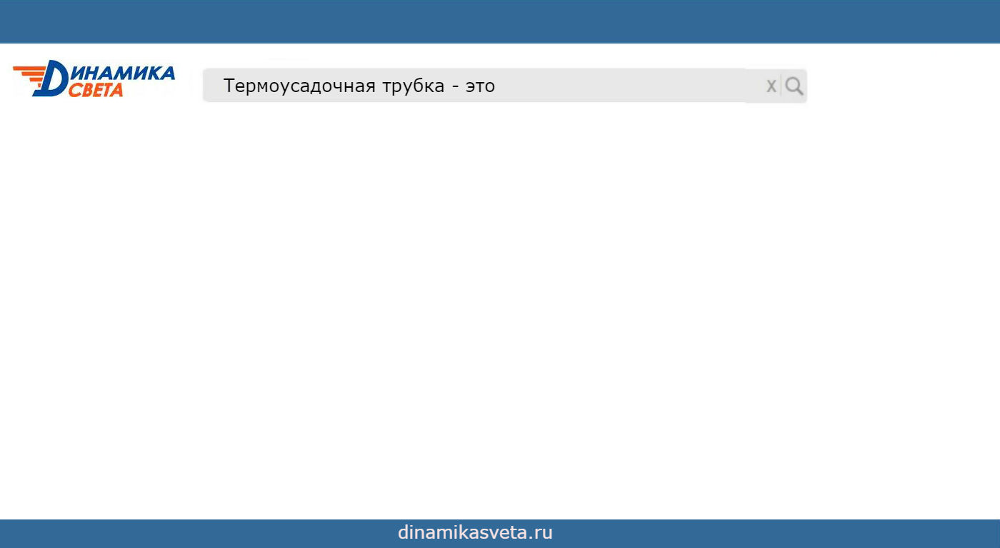 ДИНАМИКА
СВЕТА
Термоусадочная трубка - это
X
dinamikasveta.ru